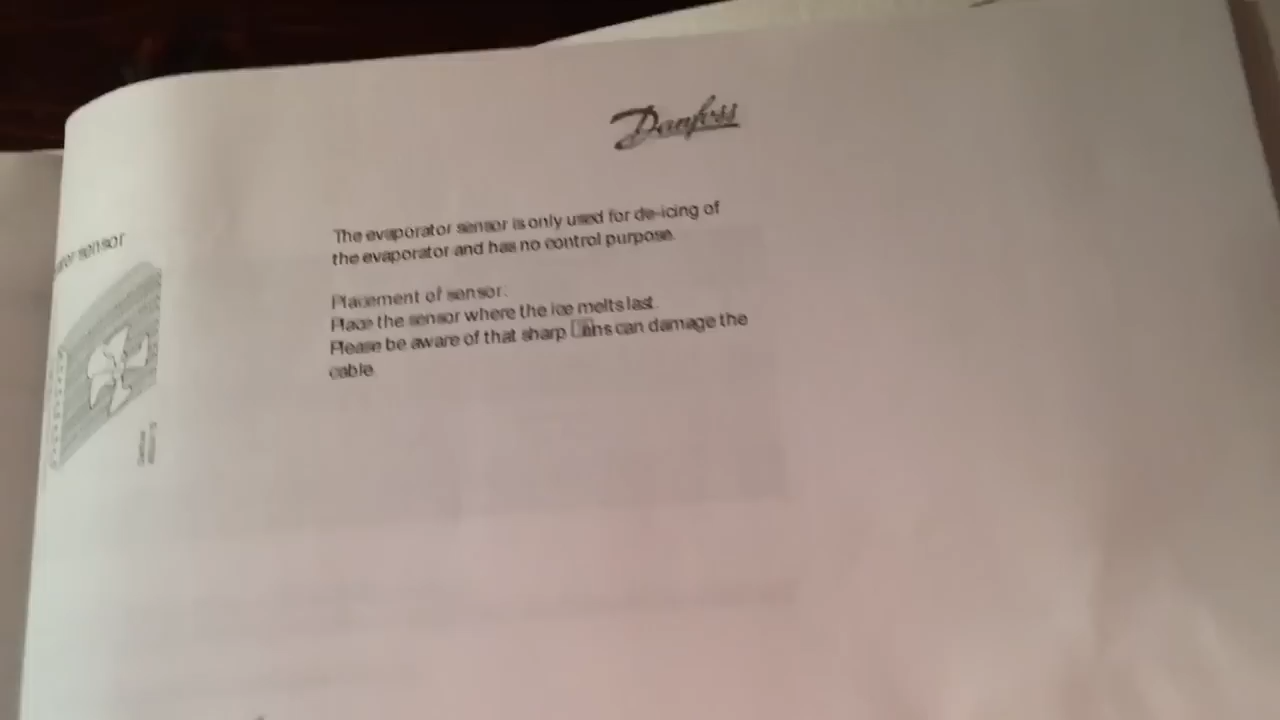 Danfoss
sensor
The evaporator sensor is only used for de-icing of
the evaporator and has no control purpose.
Placement of sensor:
Place the sensor where the ice melts last.
Please be aware of that sharp can damage the
cable.